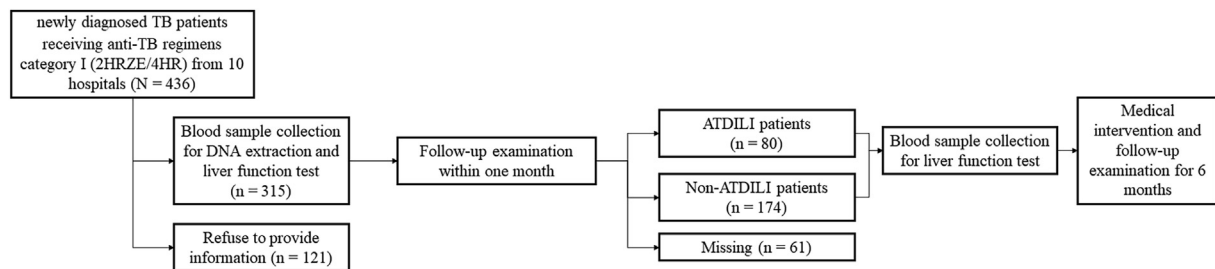 newly diagnosed TB patients
receiving anti-TB regimens
category I (2HRZE/4HR) from 10
hospitals (N = 436)
Blood sample collection
for DNA extraction and
liver function test
(n = 315)
Refuse to provide
information (n = 121)
Follow-up examination
within one month
ATDILI patients
(n = 80)
Non-ATDILI patients
(n = 174)
Missing (n = 61)
Blood sample collection
for liver function test
Medical
intervention and
follow-up
examination for 6
months